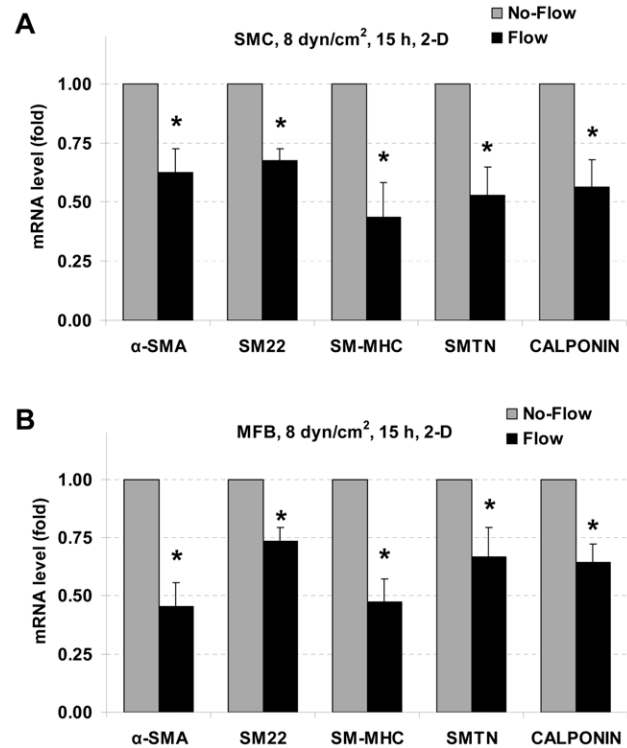 A
SMC, 8 dyn/cm², 15 h, 2-D
No-Flow
Flow
mRNA level (fold)
1.00
0.75
0.50
0.25
0.00
*
*
*
*
*
α-SMA SM22 SM-MHC SMTN CALPONIN
B
MFB, 8 dyn/cm², 15 h, 2-D
No-Flow
Flow
mRNA level (fold)
1.00
0.75
0.50
0.25
0.00
*
*
*
*
*
α-SMA SM22 SM-MHC SMTN CALPONIN